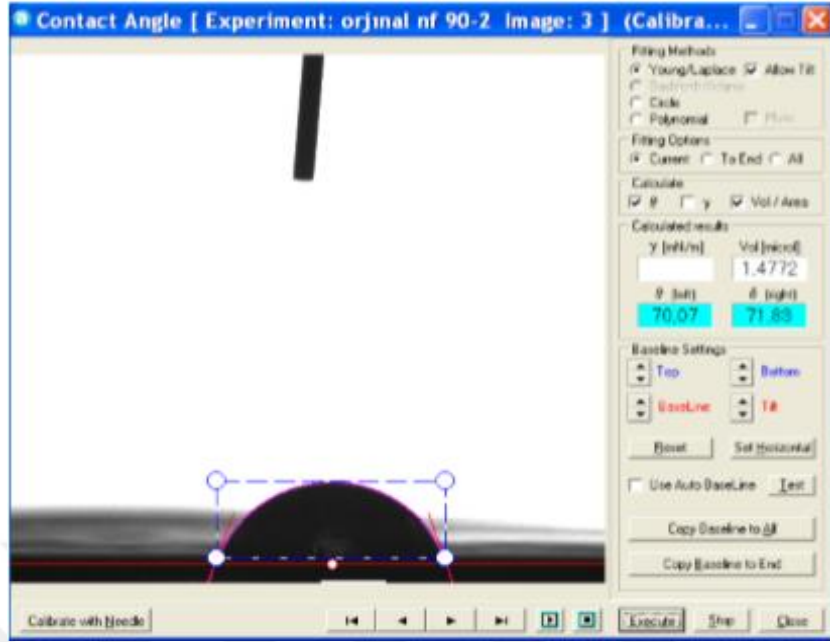 Contact Angle [ Experiment: orjınal nf 90-2 Image: 3 ] (Calibra...
Fitting Methods
Young/Laplace Allow Tilt
Circle
Polynomial
Fitting Options
Current To End All
Calculate
θ γ Vol / Area
Calculated results
γ [mN/m] Vol [microl]
1.4772
θ (left) θ (right)
70,07 71.83
Baseline Settings
Top Bottom
BaseLine Tilt
Reset Set Horizontal
Use Auto BaseLine Test
Copy Baseline to All
Copy Baseline to End
Calibrate with Needle Execute Stop Close